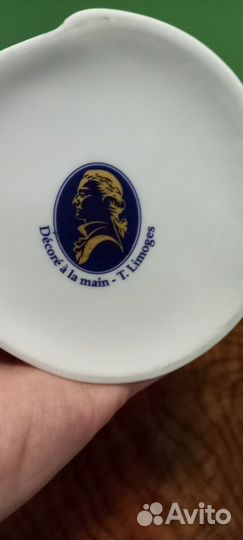 Décoré à la main - T. Limoges
Avito